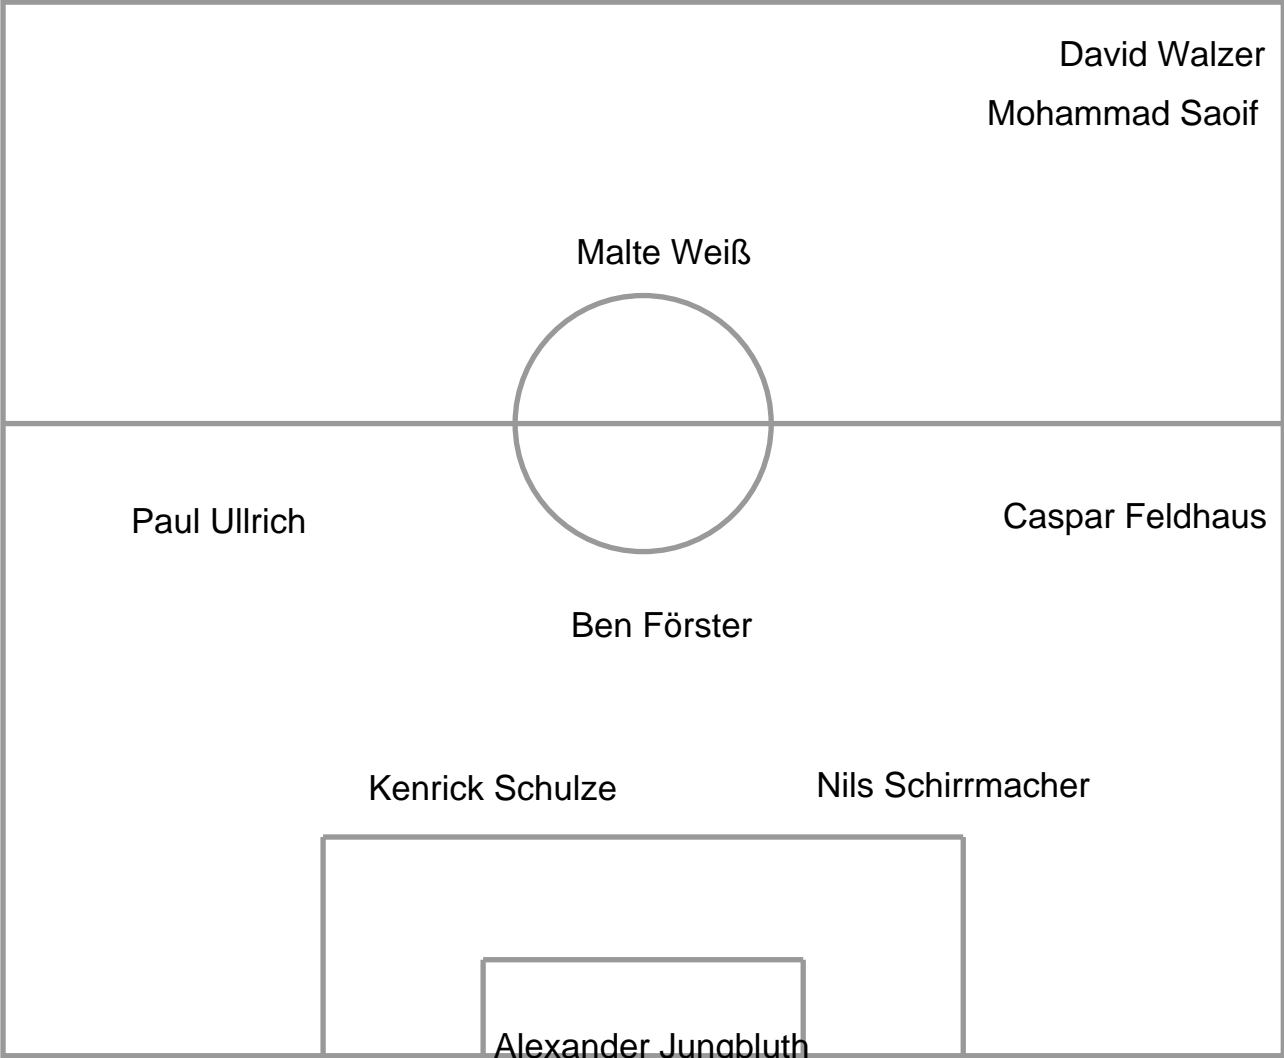 David Walzer
Mohammad Saoif
Malte Weiß
Paul Ullrich
Caspar Feldhaus
Ben Förster
Kenrick Schulze
Nils Schirrmacher
Alexander Jungbluth